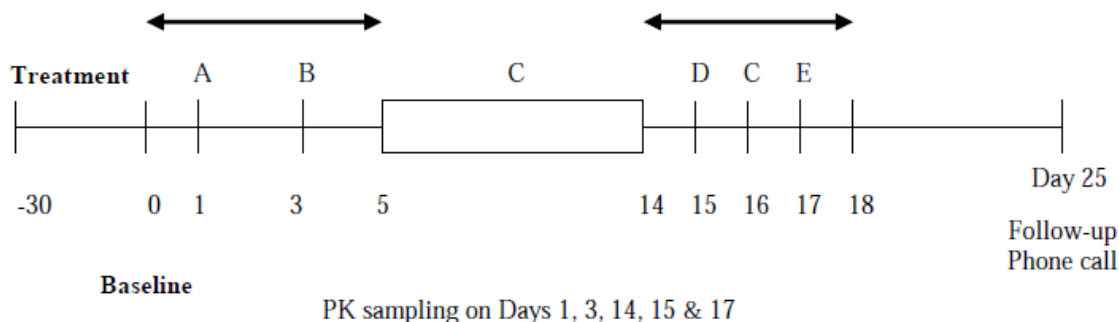 Treatment A B C D C E
-30 0 1 3 5 14 15 16 17 18 Day 25
Follow-up
Phone call
Baseline
PK sampling on Days 1, 3, 14, 15 & 17